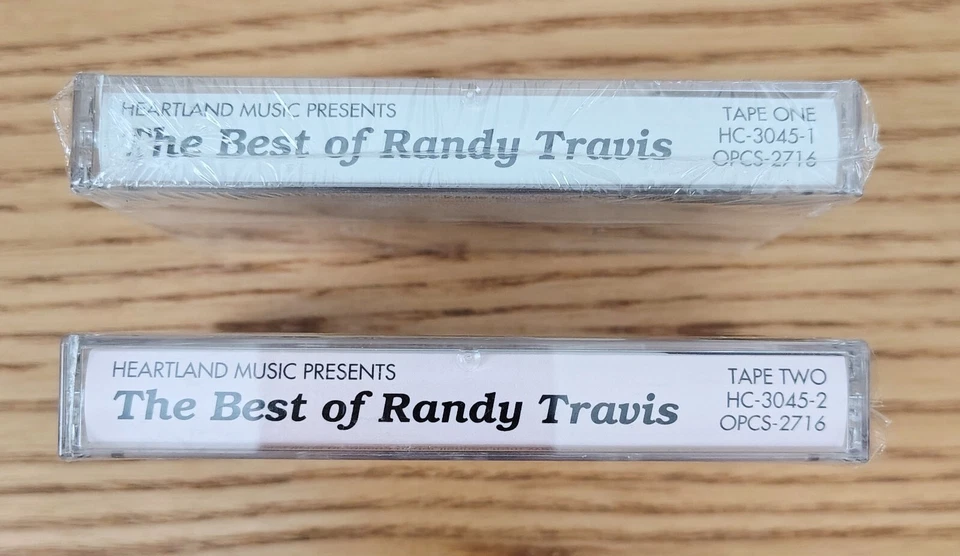 HEARTLAND MUSIC PRESENTS
The Best of Randy Travis
TAPE ONE
HC-3045-1
OPCS-2716
HEARTLAND MUSIC PRESENTS
The Best of Randy Travis
TAPE TWO
HC-3045-2
OPCS-2716